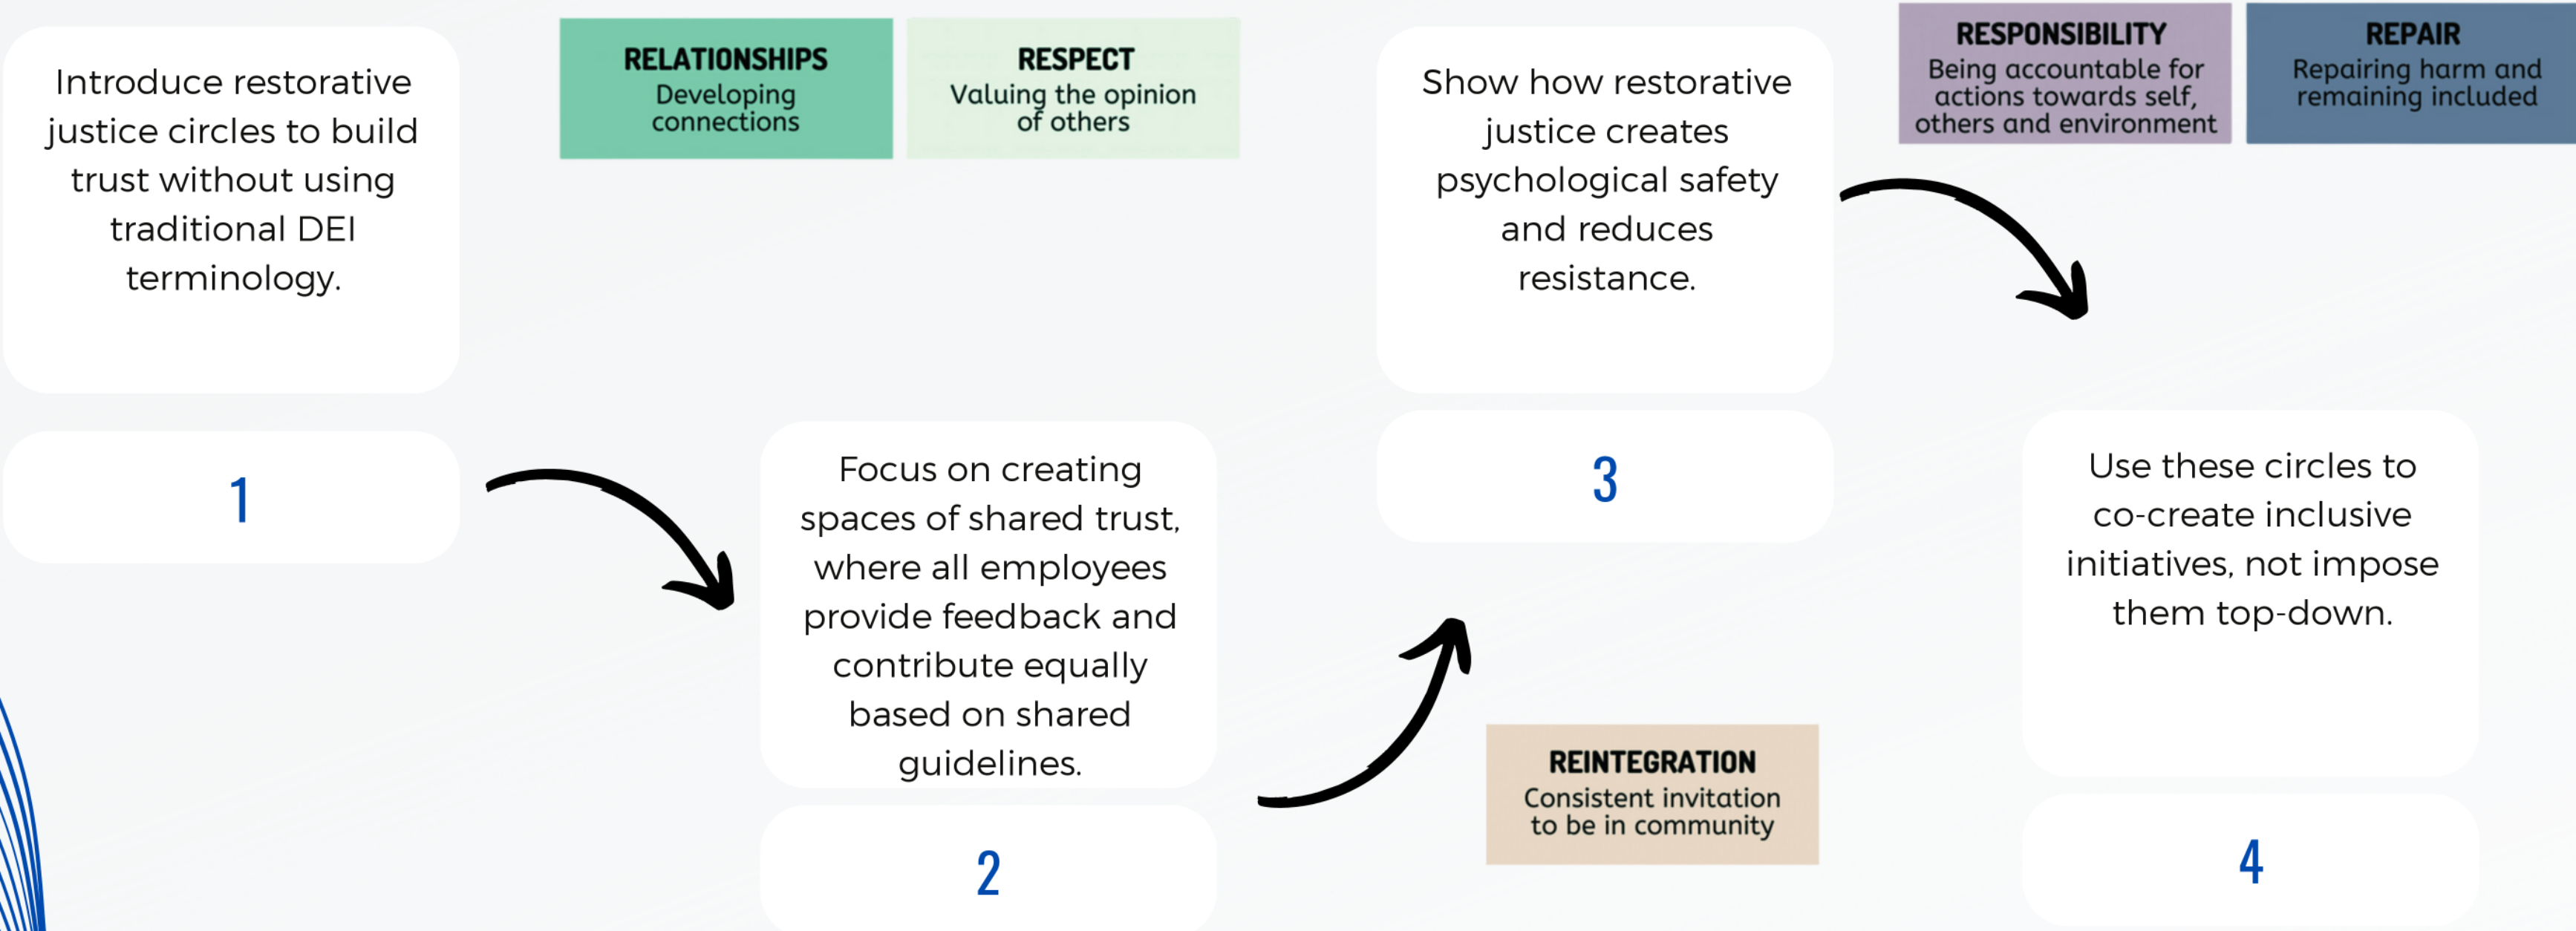 Introduce restorative
justice circles to build
trust without using
traditional DEI
terminology.
1
RELATIONSHIPS
Developing
connections
RESPECT
Valuing the opinion
of others
Focus on creating
spaces of shared trust,
where all employees
provide feedback and
contribute equally
based on shared
guidelines.
2
Show how restorative
justice creates
psychological safety
and reduces
resistance.
3
REINTEGRATION
Consistent invitation
to be in community
RESPONSIBILITY
Being accountable for
actions towards self,
others and environment
REPAIR
Repairing harm and
remaining included
Use these circles to
co-create inclusive
initiatives, not impose
them top-down.
4